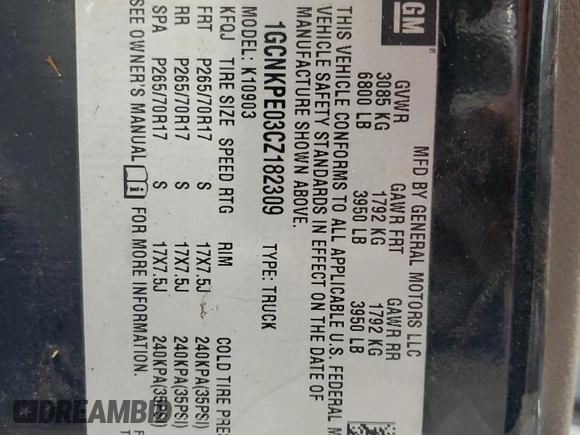 GM ®
MFD BY GENERAL MOTORS LLC
GVWR GAWR FRT GAWR RR
3085 KG 1792 KG 1792 KG
6800 LB 3950 LB 3950 LB
THIS VEHICLE CONFORMS TO ALL APPLICABLE U.S. FEDERAL
VEHICLE SAFETY STANDARDS IN EFFECT ON THE DATE OF
MANUFACTURE SHOWN ABOVE.
1GCNKPE03CZ182309 TYPE: TRUCK
MODEL: K10903
KFQJ TIRE SIZE SPEED RTG RIM COLD TIRE
FRT P265/70R17 S 17X7.5J 240KPA(35PSI)
RR P265/70R17 S 17X7.5J 240KPA(35PSI)
SPA P265/70R17 S 17X7.5J 240KPA(35PSI)
SEE OWNER'S MANUAL FOR MORE INFORMATION.
DREAMBID